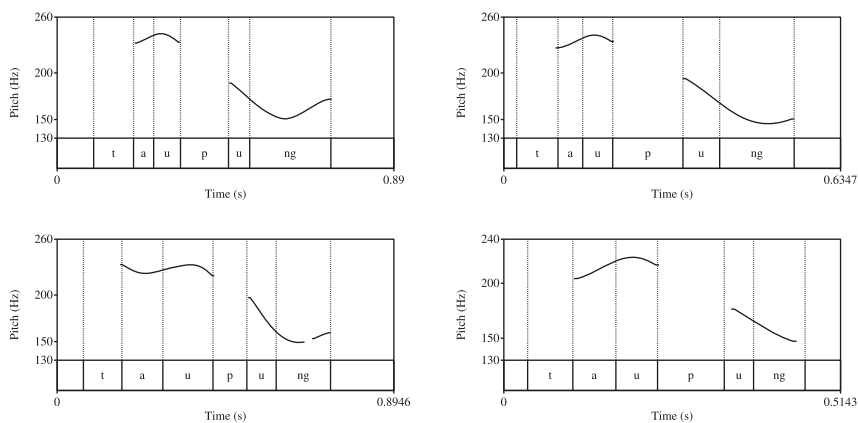 260
200
150
130
Pitch (Hz)
t a u p u ng
0 0.89
Time (s)
260
200
150
130
Pitch (Hz)
t a u p u ng
0 0.6347
Time (s)
260
200
150
130
Pitch (Hz)
t a u p u ng
0 0.8946
Time (s)
240
200
150
130
Pitch (Hz)
t a u p u ng
0 0.5143
Time (s)